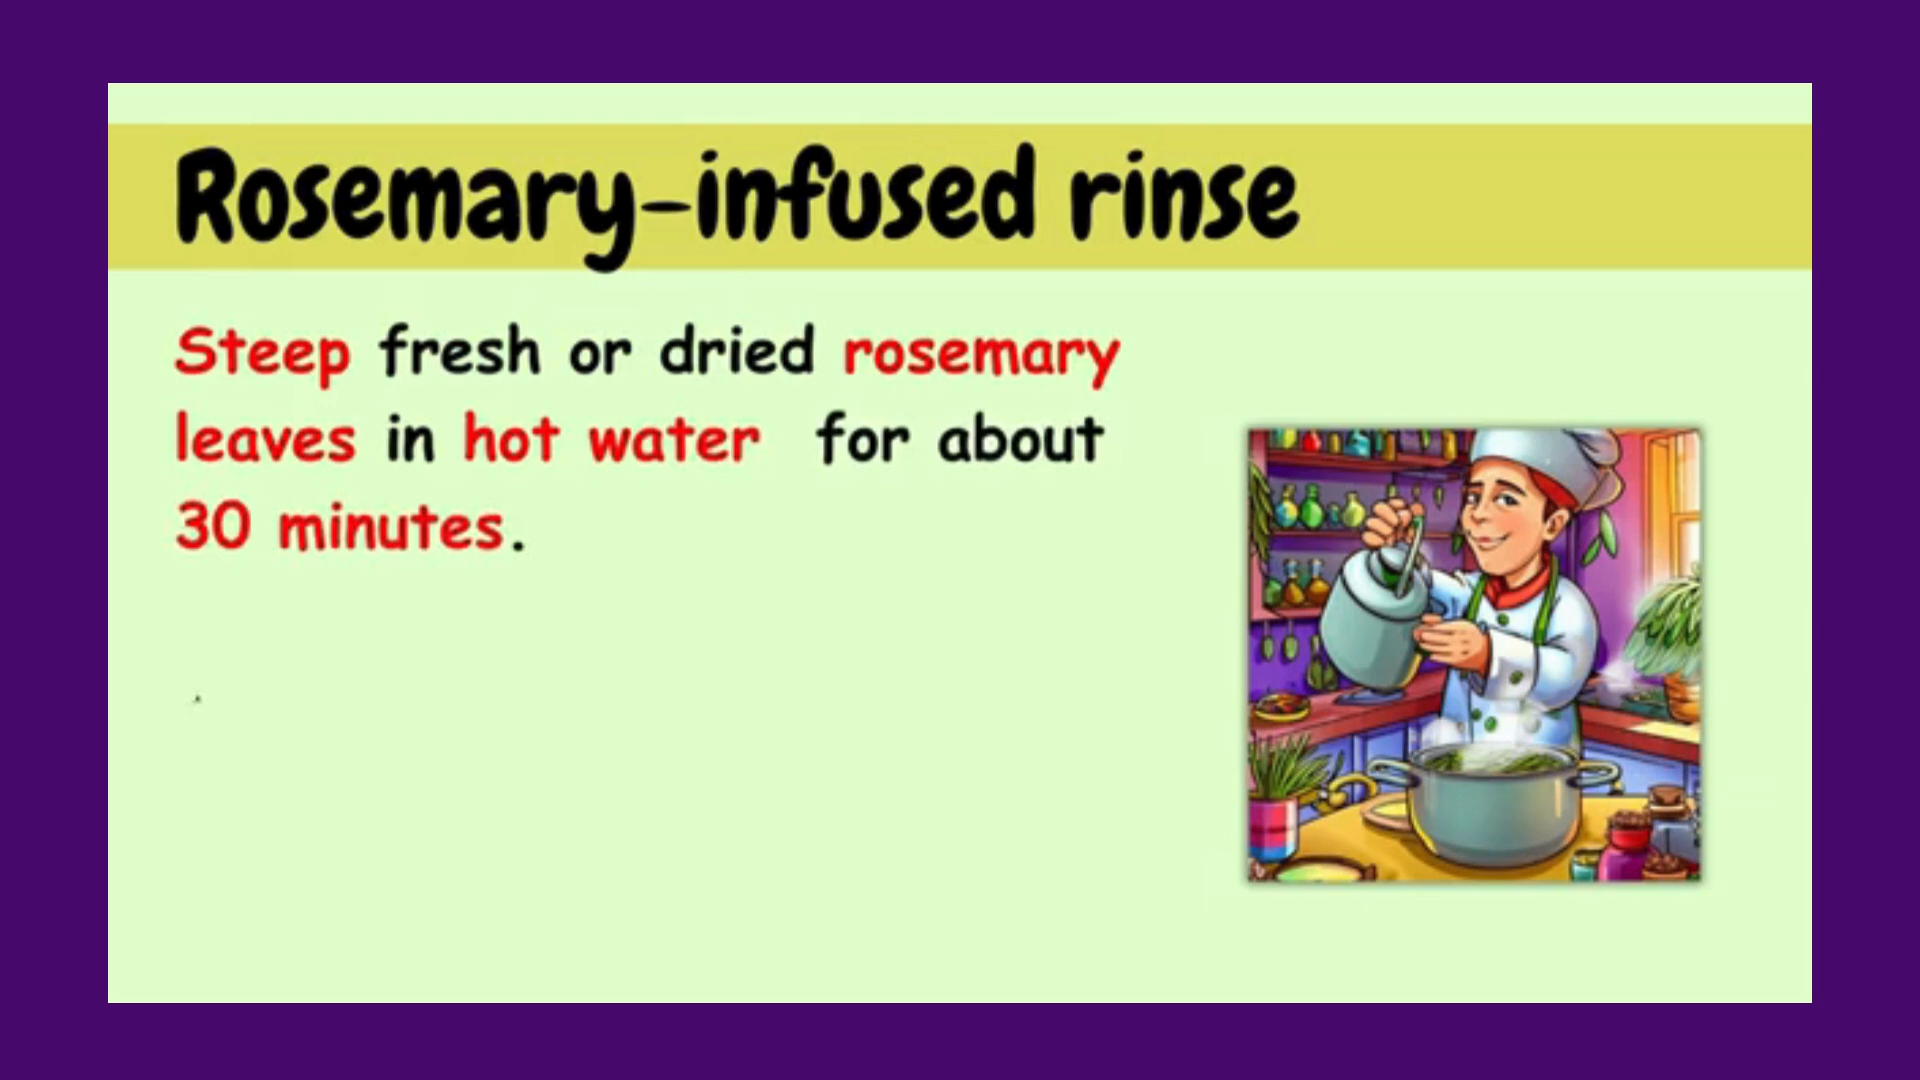 Rosemary-infused rinse
Steep fresh or dried rosemary
leaves in hot water for about
30 minutes.